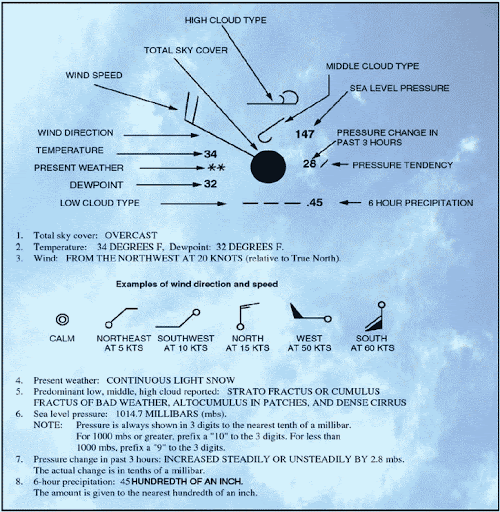 HIGH CLOUD TYPE
TOTAL SKY COVER
MIDDLE CLOUD TYPE
WIND SPEED
SEA LEVEL PRESSURE
147
WIND DIRECTION
PRESSURE CHANGE IN
PAST 3 HOURS
TEMPERATURE
34
PRESENT WEATHER
**
28
PRESSURE TENDENCY
DEWPOINT
32
LOW CLOUD TYPE
.45
6 HOUR PRECIPITATION
1. Total sky cover: OVERCAST
2. Temperature: 34 DEGREES F, Dewpoint: 32 DEGREES F.
3. Wind: FROM THE NORTHWEST AT 20 KNOTS (relative to True North).
Examples of wind direction and speed
CALM
NORTHEAST
AT 5 KTS
SOUTHWEST
AT 10 KTS
NORTH
AT 15 KTS
WEST
AT 50 KTS
SOUTH
AT 60 KTS
4. Present weather: CONTINUOUS LIGHT SNOW
5. Predominant low, middle, high cloud reported: STRATO FRACTUS OR CUMULUS
FRACTUS OF BAD WEATHER, ALTOCUMULUS IN PATCHES, AND DENSE CIRRUS
6. Sea level pressure: 1014.7 MILLIBARS (mbs).
NOTE: Pressure is always shown in 3 digits to the nearest tenth of a millibar.
For 1000 mbs or greater, prefix a "10" to the 3 digits. For less than
1000 mbs, prefix a "9" to the 3 digits.
7. Pressure change in past 3 hours: INCREASED STEADILY OR UNSTEADILY BY 2.8 mbs.
The actual change is in tenths of a millibar.
8. 6-hour precipitation: 45 HUNDREDTH OF AN INCH.
The amount is given to the nearest hundredth of an inch.